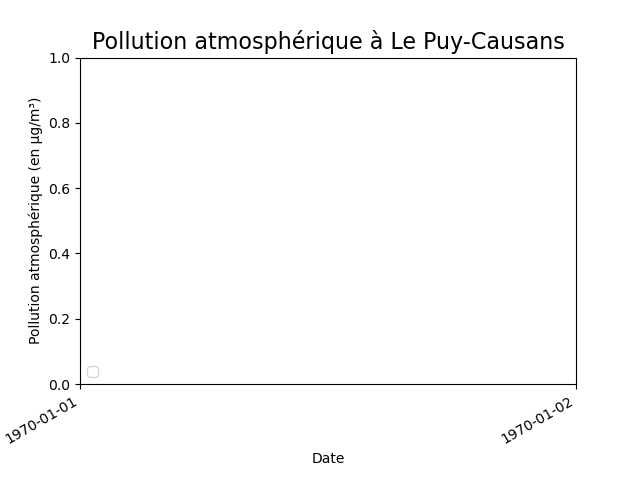 Pollution atmosphérique à Le Puy-Causans
Pollution atmosphérique (en µg/m³)
1.0
0.8
0.6
0.4
0.2
0.0
1970-01-01
1970-01-02
Date